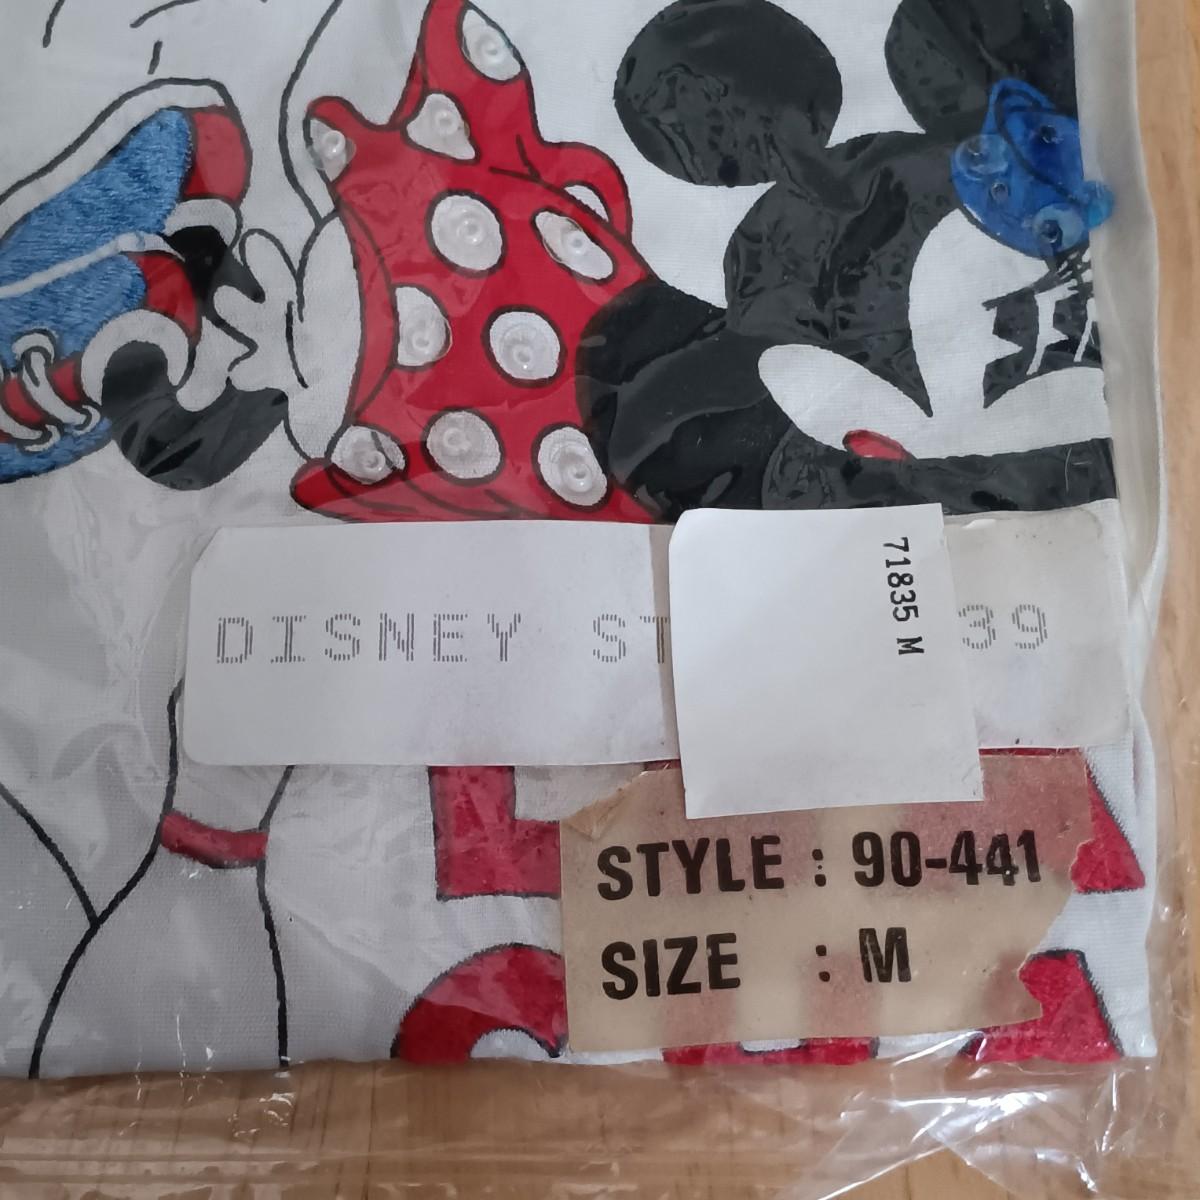 DISNEY ST
39
71835 M
STYLE : 90-441
SIZE : M